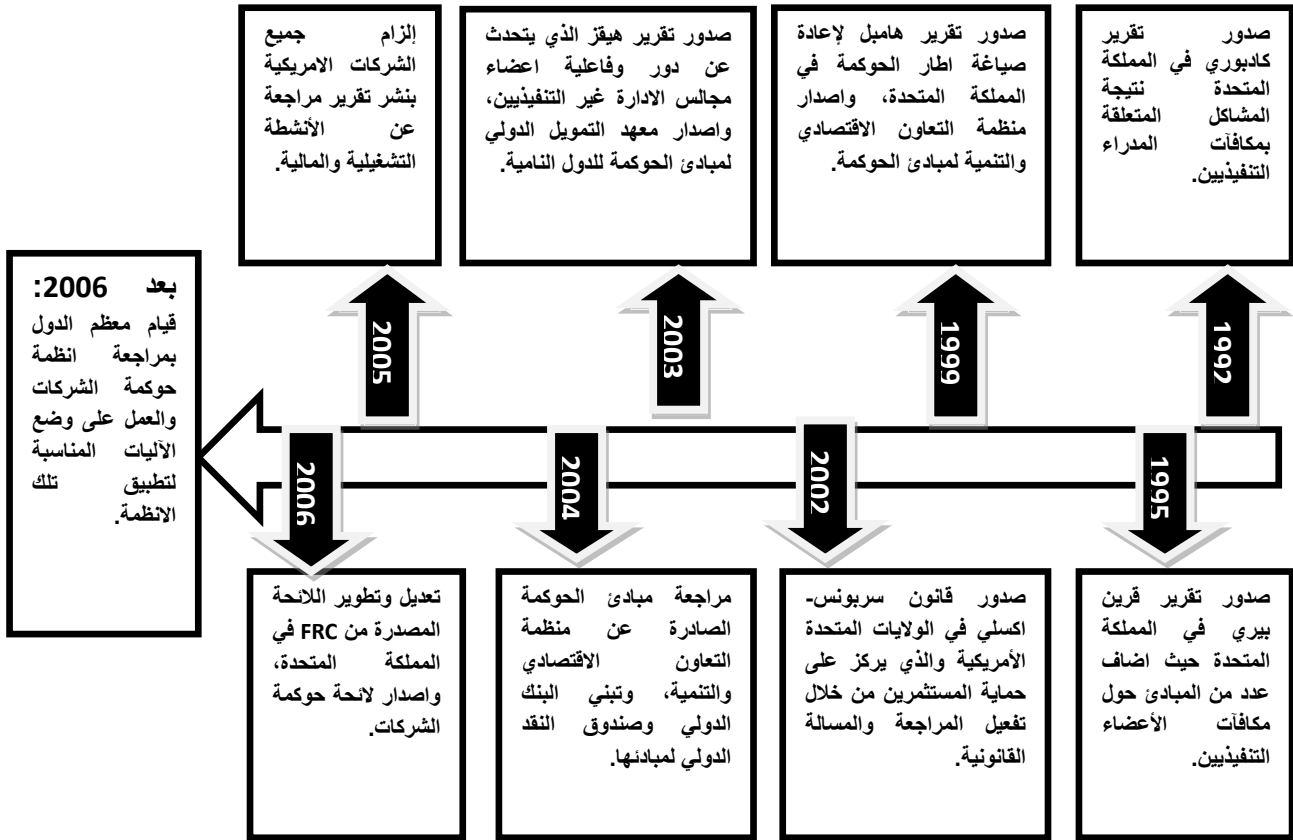 صدور تقرير
كادبوري في المملكة
المتحدة نتيجة
المشاكل المتعلقة
بمكافآت المدراء
التنفيذيين.
1992
1995
صدور تقرير قرين
بيري في المملكة
المتحدة حيث اضاف
عدد من المبادئ حول
مكافآت الأعضاء
التنفيذيين.
صدور تقرير هامبل لإعادة
صياغة اطار الحوكمة في
المملكة المتحدة، واصدار
منظمة التعاون الاقتصادي
والتنمية لمبادئ الحوكمة.
1999
2002
صدور قانون سربونس-
اكسلي في الولايات المتحدة
الأمريكية والذي يركز على
حماية المستثمرين من خلال
تفعيل المراجعة والمسالة
القانونية.
صدور تقرير هيقز الذي يتحدث
عن دور وفاعلية اعضاء
مجالس الادارة غير التنفيذيين،
واصدار معهد التمويل الدولي
لمبادئ الحوكمة للدول النامية.
2003
2004
مراجعة مبادئ الحوكمة
الصادرة عن منظمة
التعاون الاقتصادي
والتنمية، وتبني البنك
الدولي وصندوق النقد
الدولي لمبادئها.
إلزام جميع
الشركات الامريكية
بنشر تقرير مراجعة
عن الأنشطة
التشغيلية والمالية.
2005
2006
تعديل وتطوير اللائحة
المصدرة من FRC في
المملكة المتحدة،
واصدار لائحة حوكمة
الشركات.
بعد 2006:
قيام معظم الدول
بمراجعة انظمة
حوكمة الشركات
والعمل على وضع
الآليات المناسبة
لتطبيق تلك
الانظمة.